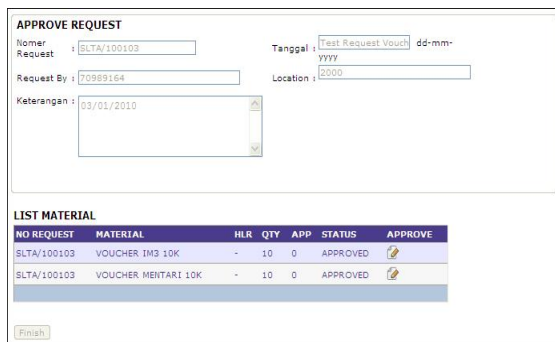 APPROVE REQUEST
Nomer Request : SLTA/100103 Tanggal : Test Request Vouch dd-mm-yyyy
Request By : 70989164 Location : 2000
Keterangan : 03/01/2010
LIST MATERIAL
NO REQUEST MATERIAL HLR QTY APP STATUS APPROVE
SLTA/100103 VOUCHER IM3 10K - 10 0 APPROVED
SLTA/100103 VOUCHER MENTARI 10K - 10 0 APPROVED
Finish